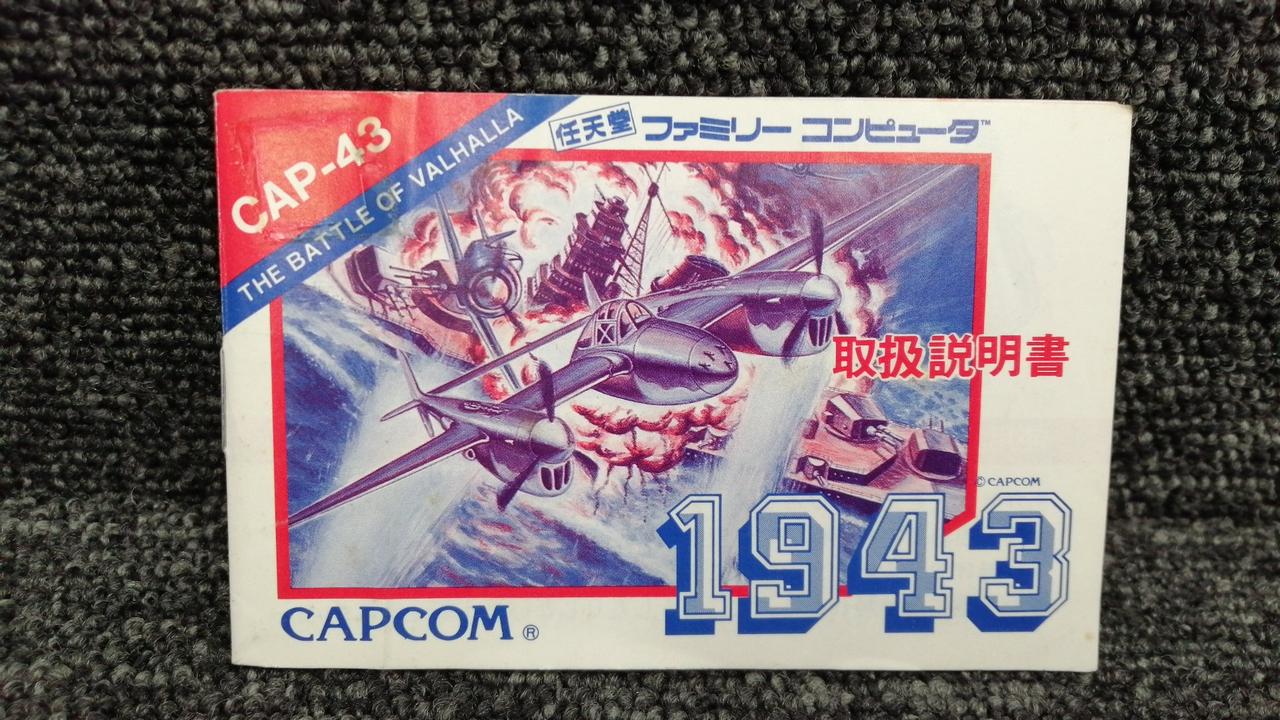 CAP-43
THE BATTLE OF VALHALLA
任天堂 ファミリー コンピュータ™
取扱説明書
© CAPCOM
1943
CAPCOM®